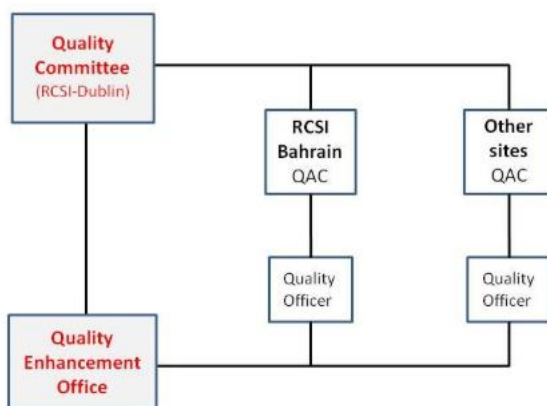 Quality
Committee
(RCSI-Dublin)
RCSI
Bahrain
QAC
Other
sites
QAC
Quality
Officer
Quality
Officer
Quality
Enhancement
Office